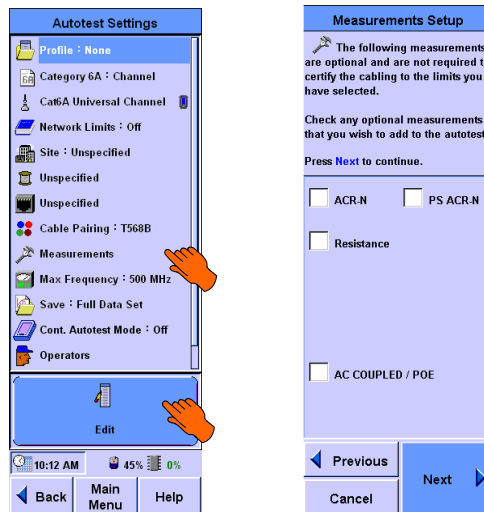 Autotest Settings
Profile : None
Category 6A : Channel
Cat6A Universal Channel
Network Limits : Off
Site : Unspecified
Unspecified
Unspecified
Cable Pairing : T568B
Measurements
Max Frequency : 500 MHz
Save : Full Data Set
Cont. Autotest Mode : Off
Operators
Edit
10:12 AM 45% 0%
Back
Main
Menu
Help
Measurements Setup
The following measurements
are optional and are not required t
certify the cabling to the limits you
have selected.
Check any optional measurements
that you wish to add to the autotest
Press Next to continue.
ACR-N PS ACR-N
Resistance
AC COUPLED / POE
Previous
Next
Cancel